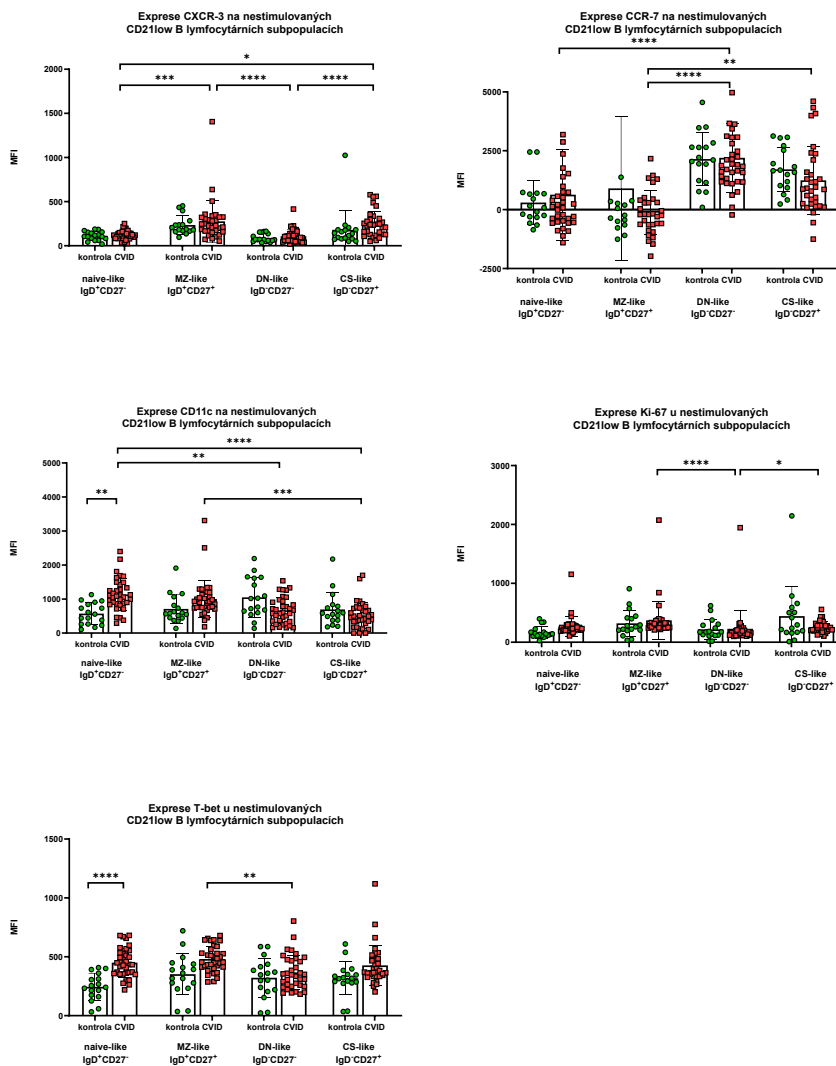 Exprese CXCR-3 na nestimulovaných
CD21low B lymfocytárních subpopulacích
MFI
2000
1500
1000
500
0
*
***
****
****
kontrola CVID kontrola CVID kontrola CVID kontrola CVID
naive-like MZ-like DN-like CS-like
IgD⁺CD27⁻ IgD⁺CD27⁺ IgD⁻CD27⁻ IgD⁻CD27⁺
Exprese CCR-7 na nestimulovaných
CD21low B lymfocytárních subpopulacích
MFI
5000
2500
0
-2500
****
**
****
kontrola CVID kontrola CVID kontrola CVID kontrola CVID
naive-like MZ-like DN-like CS-like
IgD⁺CD27⁻ IgD⁺CD27⁺ IgD⁻CD27⁻ IgD⁻CD27⁺
Exprese CD11c na nestimulovaných
CD21low B lymfocytárních subpopulacích
MFI
5000
4000
3000
2000
1000
0
****
**
**
***
kontrola CVID kontrola CVID kontrola CVID kontrola CVID
naive-like MZ-like DN-like CS-like
IgD⁺CD27⁻ IgD⁺CD27⁺ IgD⁻CD27⁻ IgD⁻CD27⁺
Exprese Ki-67 u nestimulovaných
CD21low B lymfocytárních subpopulacích
MFI
3000
2000
1000
0
****
*
kontrola CVID kontrola CVID kontrola CVID kontrola CVID
naive-like MZ-like DN-like CS-like
IgD⁺CD27⁻ IgD⁺CD27⁺ IgD⁻CD27⁻ IgD⁻CD27⁺
Exprese T-bet u nestimulovaných
CD21low B lymfocytárních subpopulacích
MFI
1500
1000
500
0
****
**
kontrola CVID kontrola CVID kontrola CVID kontrola CVID
naive-like MZ-like DN-like CS-like
IgD⁺CD27⁻ IgD⁺CD27⁺ IgD⁻CD27⁻ IgD⁻CD27⁺